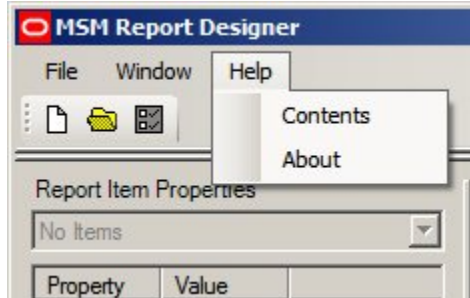 MSM Report Designer
File Window Help
Contents
About
Report Item Properties
No Items
Property Value